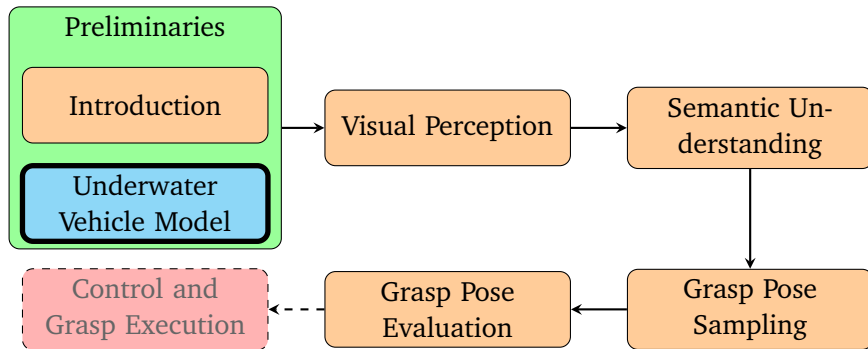 Preliminaries
Introduction
Underwater
Vehicle Model
Visual Perception
Semantic Un-
derstanding
Control and
Grasp Execution
Grasp Pose
Evaluation
Grasp Pose
Sampling